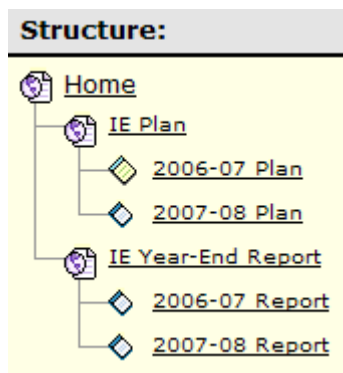 Structure:
Home
IE Plan
2006-07 Plan
2007-08 Plan
IE Year-End Report
2006-07 Report
2007-08 Report